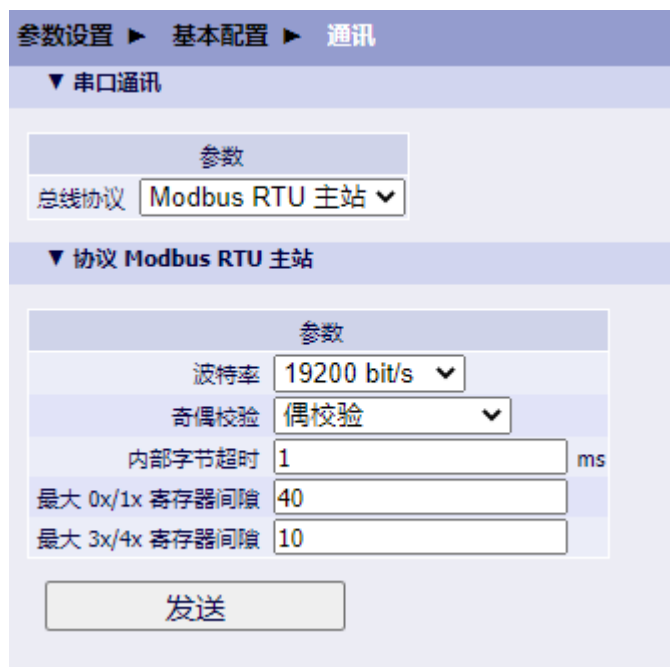 参数设置 ▶ 基本配置 ▶ 通讯
▼ 串口通讯
参数
总线协议 Modbus RTU 主站
▼ 协议 Modbus RTU 主站
参数
波特率 19200 bit/s
奇偶校验 偶校验
内部字节超时 1 ms
最大 0x/1x 寄存器间隙 40
最大 3x/4x 寄存器间隙 10
发送